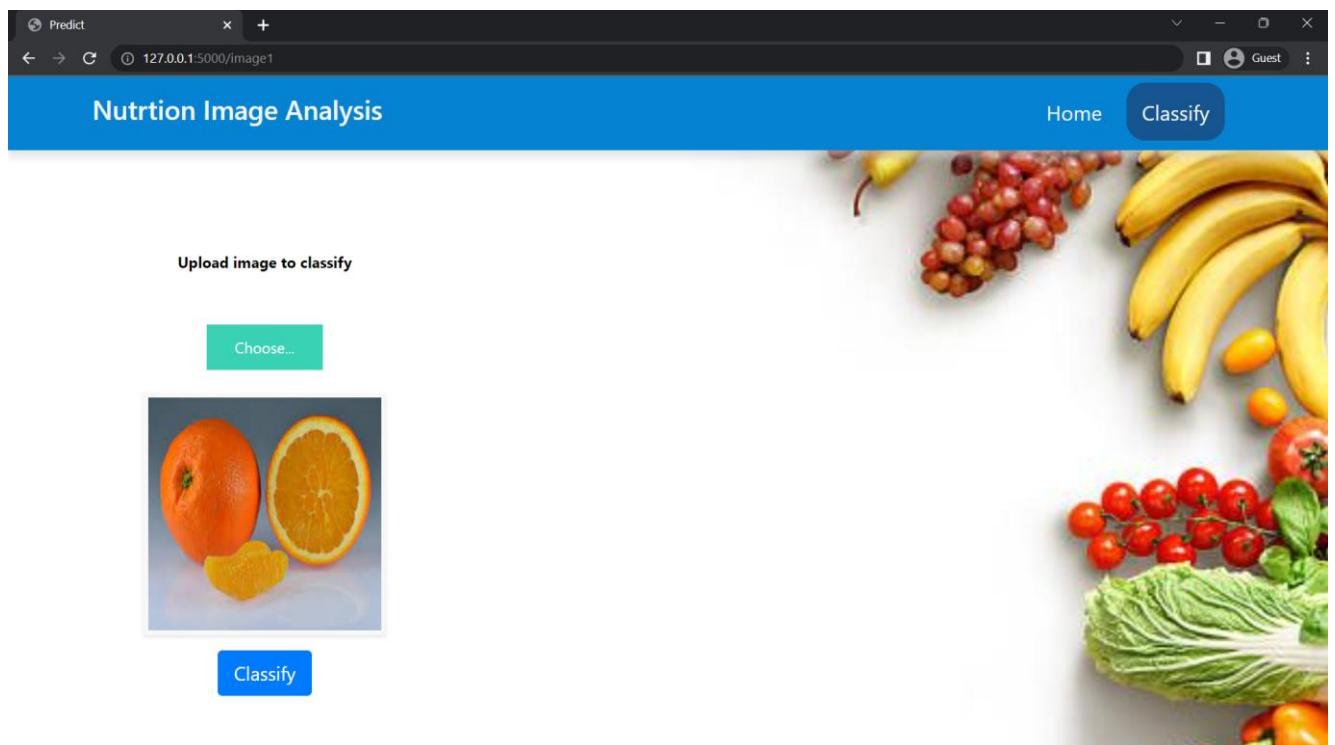 Predict
127.0.0.1:5000/image1
Guest
Nutrtion Image Analysis
Home
Classify
Upload image to classify
Choose...
Classify